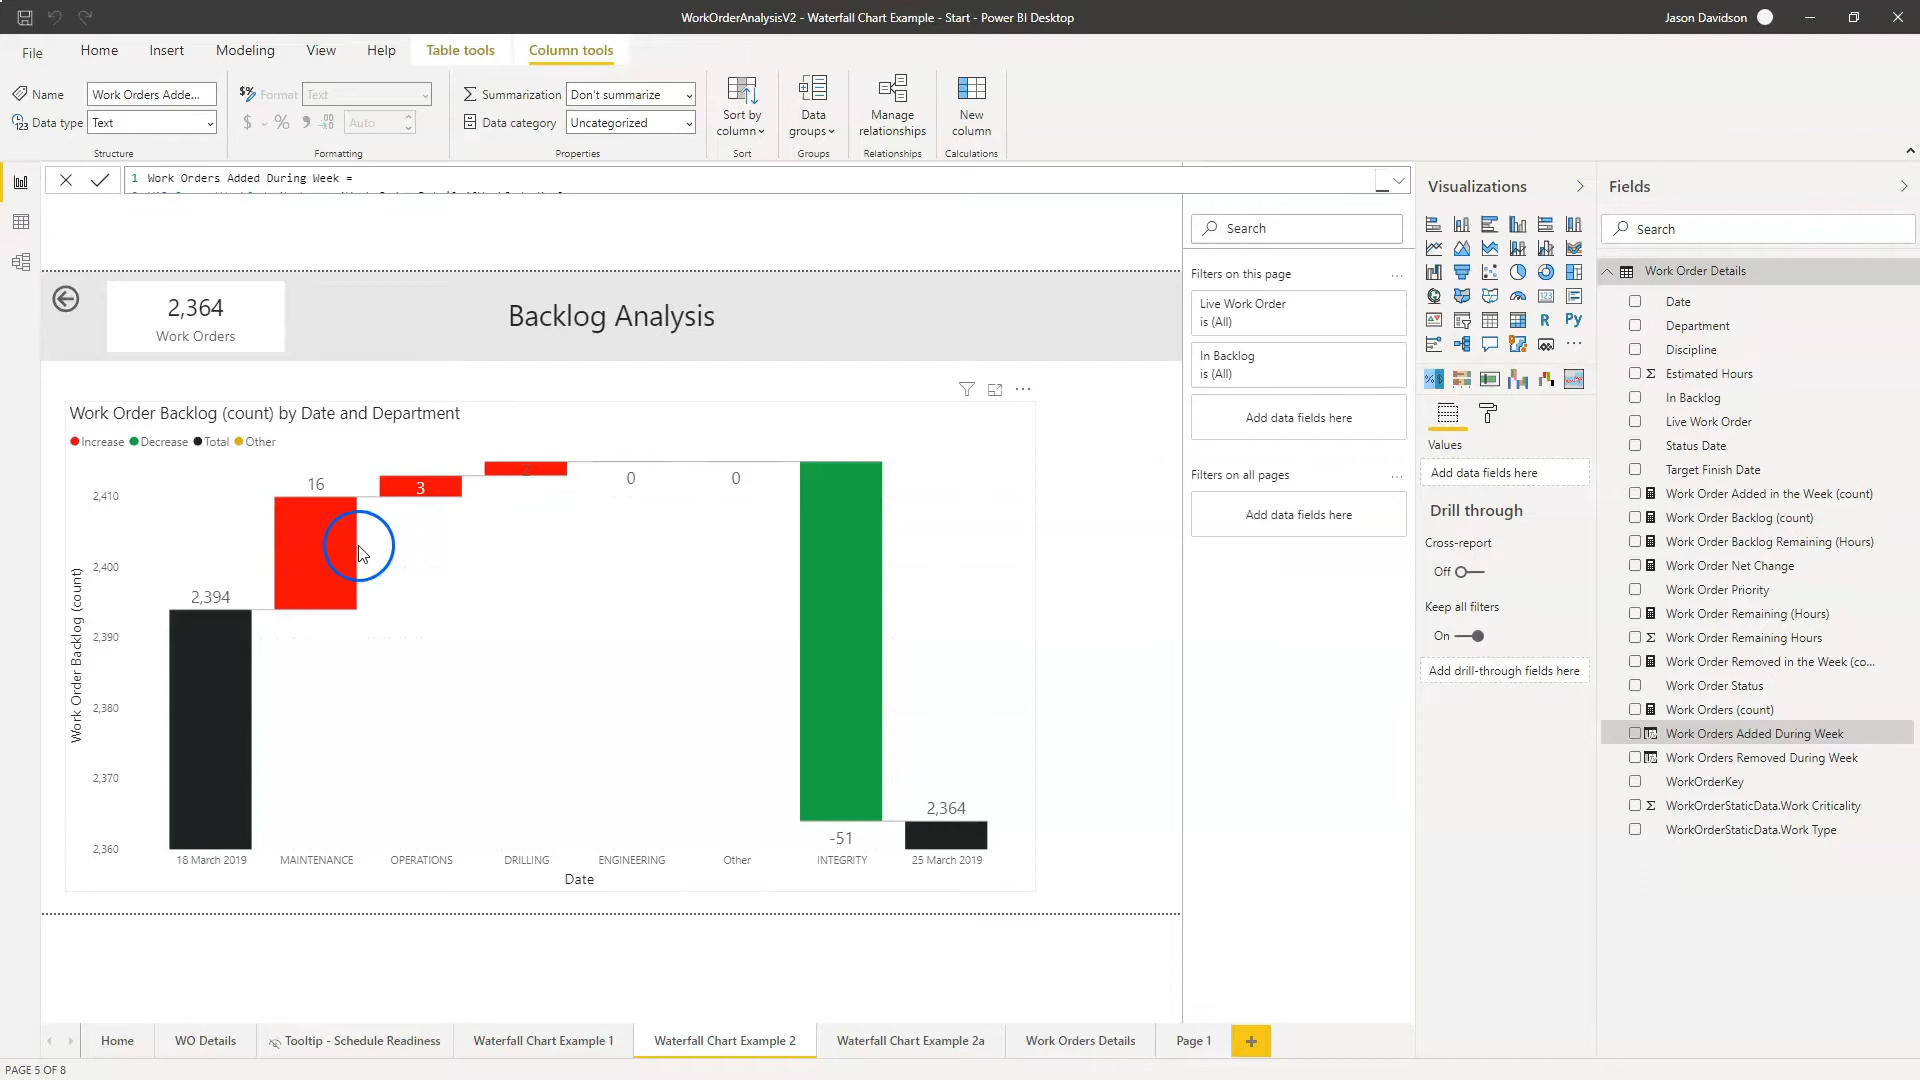 WorkOrderAnalysisV2 - Waterfall Chart Example - Start - Power BI Desktop
Jason Davidson
File
Home
Insert
Modeling
View
Help
Table tools
Column tools
Name
Work Orders Adde...
Data type
Text
Structure
Format
Text
$
%
Auto
Formatting
Summarization
Don't summarize
Data category
Uncategorized
Properties
Sort by
column
Sort
Data
groups
Groups
Manage
relationships
Relationships
New
column
Calculations
1 Work Orders Added During Week =
2,364
Work Orders
Backlog Analysis
Work Order Backlog (count) by Date and Department
Increase Decrease Total Other
Work Order Backlog (count)
2,410
2,400
2,390
2,380
2,370
2,360
2,394
16
3
2
0
0
-51
2,364
18 March 2019
MAINTENANCE
OPERATIONS
DRILLING
ENGINEERING
Other
INTEGRITY
25 March 2019
Date
Search
Filters on this page
...
Live Work Order
is (All)
In Backlog
is (All)
Add data fields here
Filters on all pages
...
Add data fields here
Visualizations
R
Py
123
...
Values
Add data fields here
Drill through
Cross-report
Off
Keep all filters
On
Add drill-through fields here
Fields
Search
Work Order Details
Date
Department
Discipline
Σ Estimated Hours
In Backlog
Live Work Order
Status Date
Target Finish Date
Work Order Added in the Week (count)
Work Order Backlog (count)
Work Order Backlog Remaining (Hours)
Work Order Net Change
Work Order Priority
Work Order Remaining (Hours)
Σ Work Order Remaining Hours
Work Order Removed in the Week (co...
Work Order Status
Work Orders (count)
Work Orders Added During Week
Work Orders Removed During Week
WorkOrderKey
Σ WorkOrderStaticData.Work Criticality
WorkOrderStaticData.Work Type
Home
WO Details
Tooltip - Schedule Readiness
Waterfall Chart Example 1
Waterfall Chart Example 2
Waterfall Chart Example 2a
Work Orders Details
Page 1
+
PAGE 5 OF 8